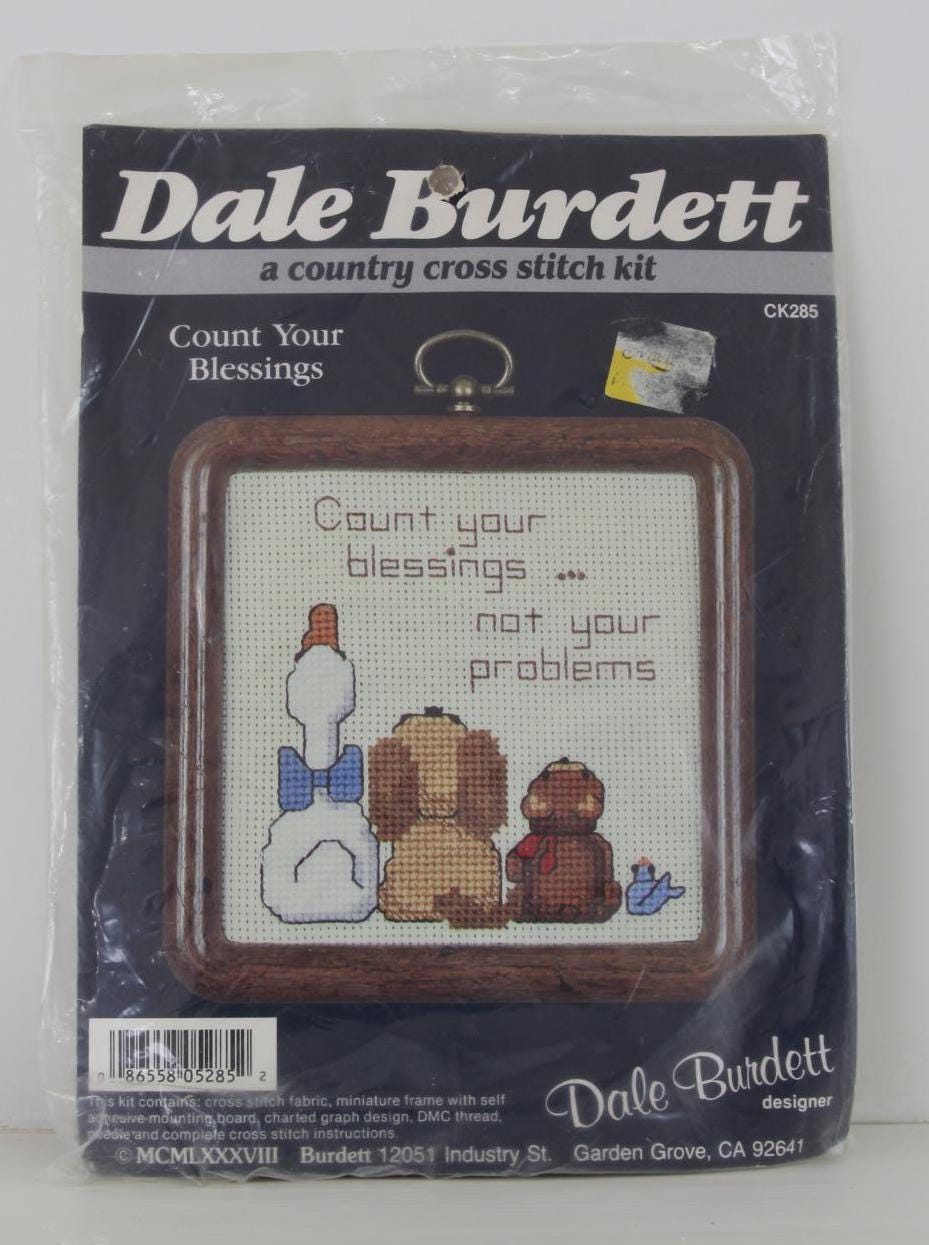 Dale Burdett
a country cross stitch kit
CK285
Count Your
Blessings
Count your
blessings ...
not your
problems
0 86558 05285 2
This kit contains: cross stitch fabric, miniature frame with self
adhesive mounting board, charted graph design, DMC thread,
needle and complete cross stitch instructions.
Dale Burdett
designer
© MCMLXXXVIII Burdett 12051 Industry St. Garden Grove, CA 92641